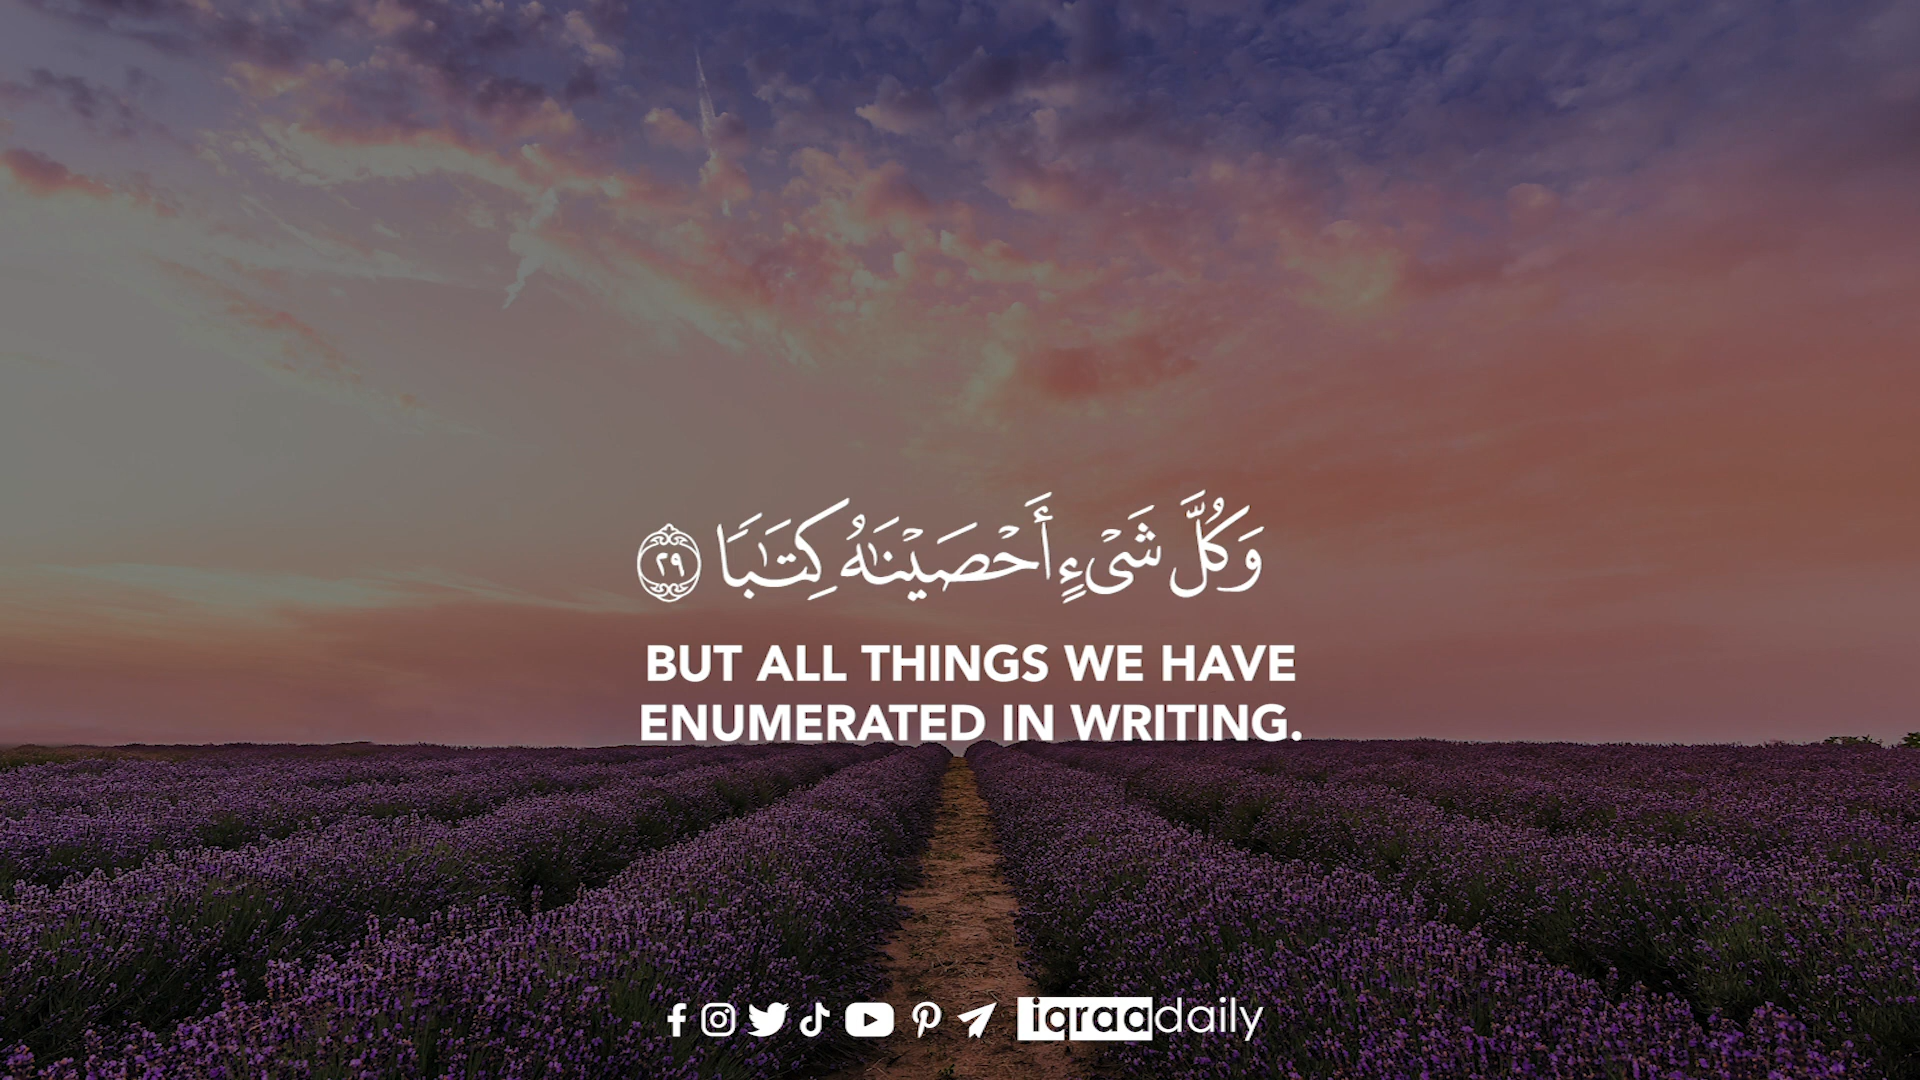 وَكُلَّ شَىْءٍ أَحْصَيْنَٰهُ كِتَٰبًا ٢٩
BUT ALL THINGS WE HAVE
ENUMERATED IN WRITING.
iqraadaily